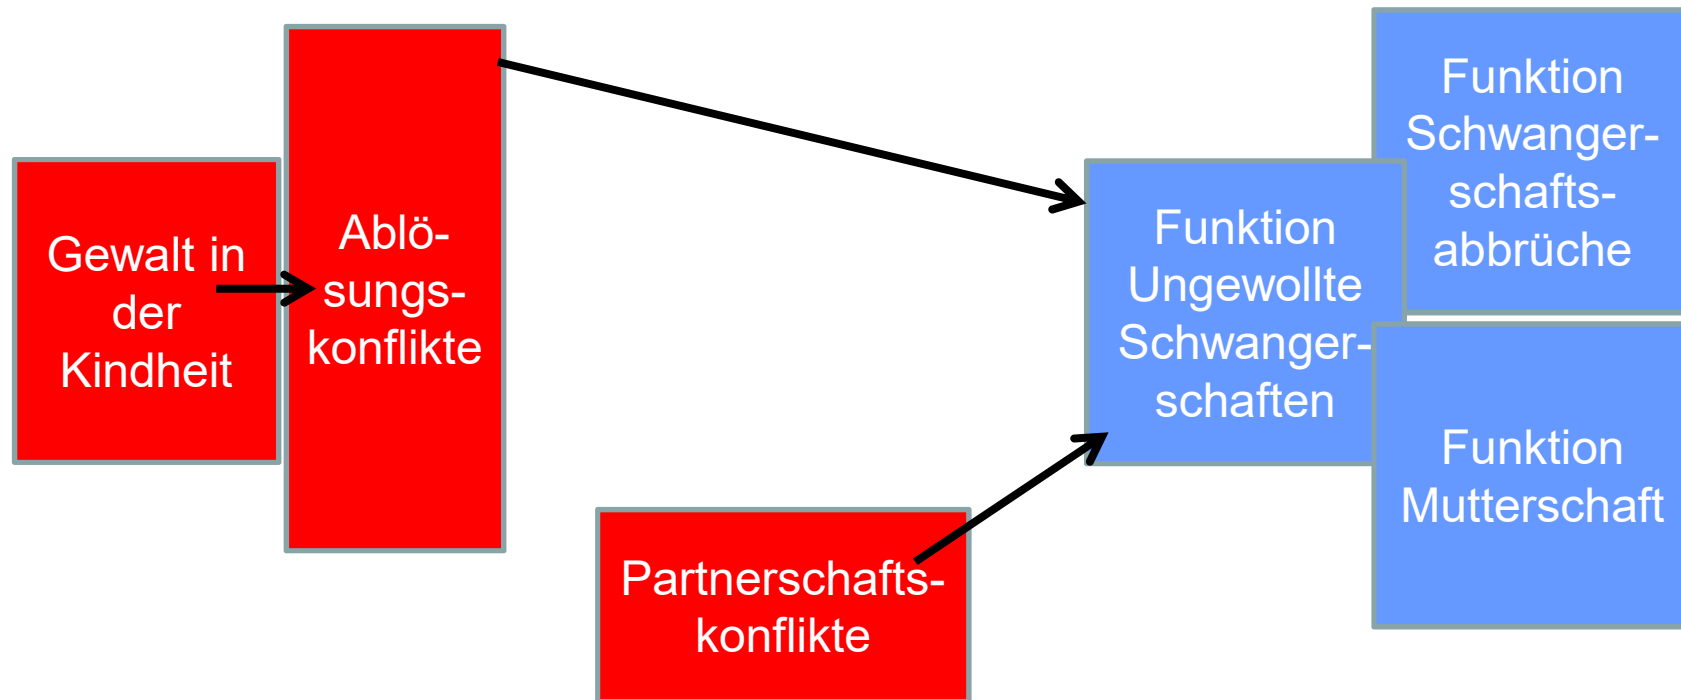 Gewalt in
der
Kindheit
Ablö-
sungs-
konflikte
Partnerschafts-
konflikte
Funktion
Ungewollte
Schwanger-
schaften
Funktion
Schwanger-
schafts-
abbrüche
Funktion
Mutterschaft